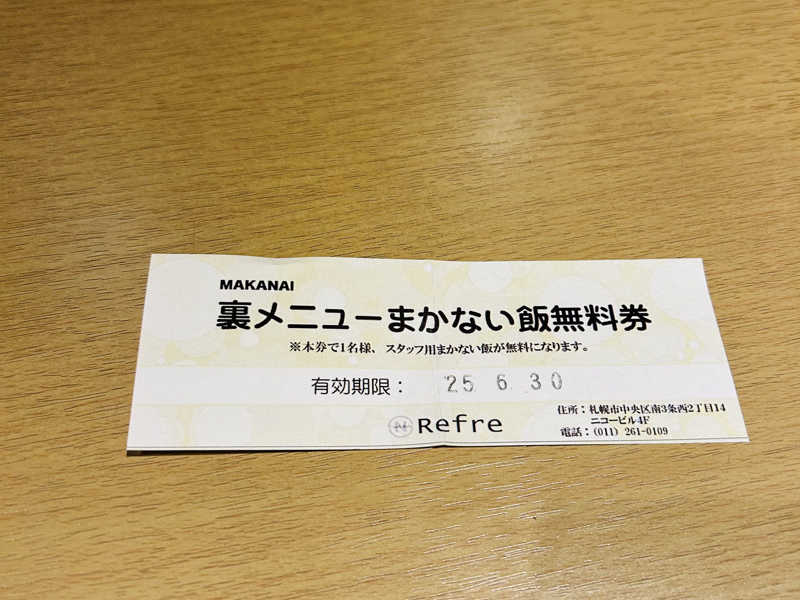 MAKANAI
裏メニューまかない飯無料券
※本券で1名様、スタッフ用まかない飯が無料になります。
有効期限： '25 6.30
Refre
住所：札幌市中央区南3条西2丁目14
ニコービル4F
電話：(011) 261-0109